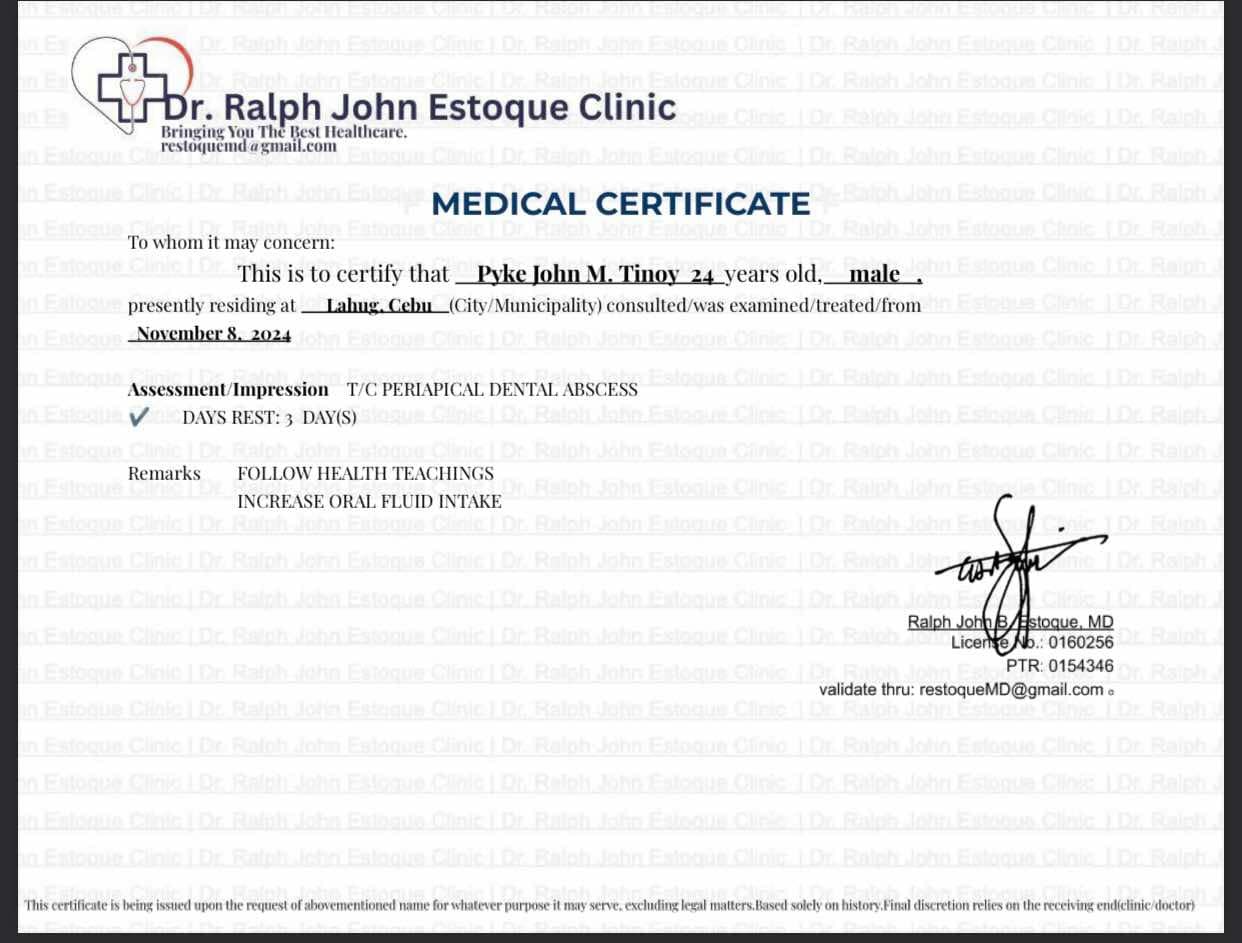 Dr. Ralph John Estoque Clinic
Bringing You The Best Healthcare.
restoquemd@gmail.com
MEDICAL CERTIFICATE
To whom it may concern:
This is to certify that Pyke John M. Tinoy 24 years old, male .
presently residing at Lahug, Cebu (City/Municipality) consulted/was examined/treated/from
November 8, 2024
Assessment/Impression T/C PERIAPICAL DENTAL ABSCESS
✓ DAYS REST: 3 DAY(S)
Remarks FOLLOW HEALTH TEACHINGS
INCREASE ORAL FLUID INTAKE
Ralph John B. Estoque, MD
License No.: 0160256
PTR: 0154346
validate thru: restoqueMD@gmail.com
This certificate is being issued upon the request of abovementioned name for whatever purpose it may serve, excluding legal matters.Based solely on history.Final discretion relies on the receiving end(clinic/doctor)